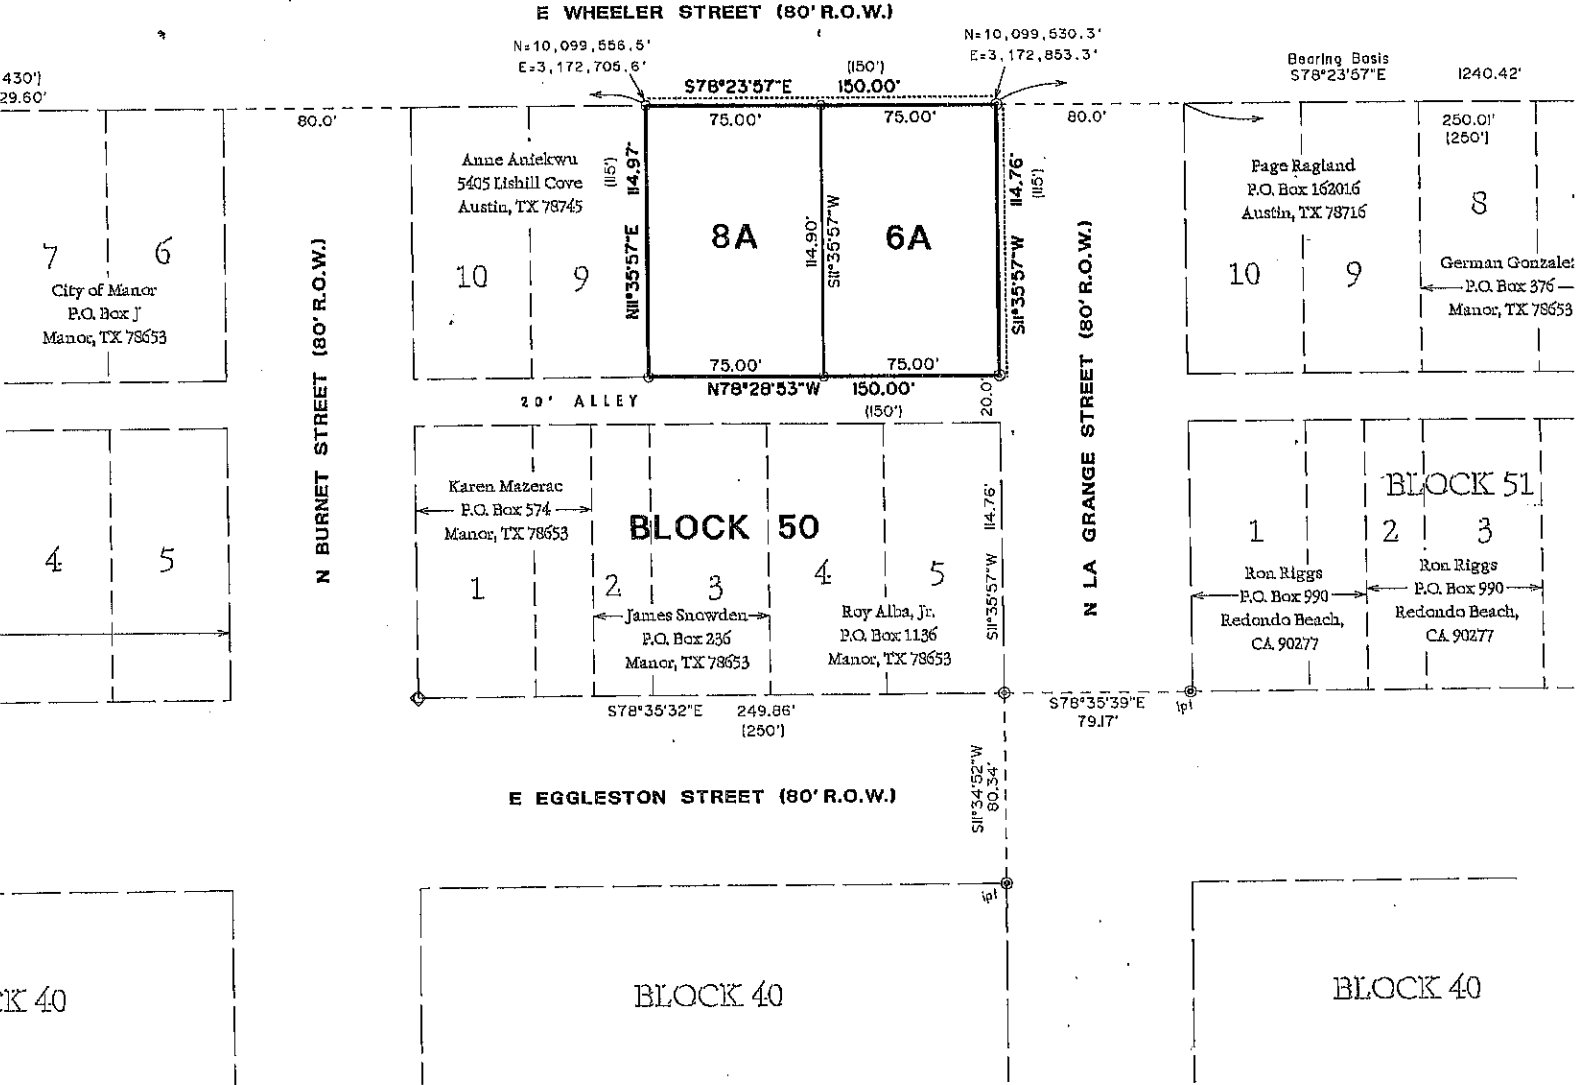 E WHEELER STREET (80' R.O.W.)
N=10,099,556.5'
E=3,172,705.6'
N=10,099,530.3'
E=3,172,853.3'
(150')
S78°23'57"E 150.00'
Bearing Basis
S78°23'57"E 1240.42'
430')
29.60'
80.0'
75.00'
75.00'
80.0'
250.01'
(250')
Anne Aniekwu
5405 Lishill Cove
Austin, TX 78745
(115')
N11°35'57"E 114.97'
8A
114.90'
S11°35'57"W
6A
S11°35'57"W 114.76'
(115')
Page Ragland
P.O. Box 162016
Austin, TX 78716
8
7
6
City of Manor
P.O. Box J
Manor, TX 78653
10
9
10
9
German Gonzale
P.O. Box 376
Manor, TX 78653
N BURNET STREET (80' R.O.W.)
N LA GRANGE STREET (80' R.O.W.)
75.00'
75.00'
N78°28'53"W 150.00'
(150')
20.0'
20' ALLEY
Karen Mazerac
P.O. Box 574
Manor, TX 78653
BLOCK 50
S11°35'57"W 114.76'
BLOCK 51
4
5
1
2
3
4
5
1
2
3
James Snowden
P.O. Box 236
Manor, TX 78653
Roy Alba, Jr.
P.O. Box 1136
Manor, TX 78653
Ron Riggs
P.O. Box 990
Redondo Beach,
CA 90277
Ron Riggs
P.O. Box 990
Redondo Beach,
CA 90277
S78°35'32"E 249.86'
(250')
S78°35'39"E
79.17'
ipf
S11°34'52"W
80.34'
E EGGLESTON STREET (80' R.O.W.)
ipf
CK 40
BLOCK 40
BLOCK 40